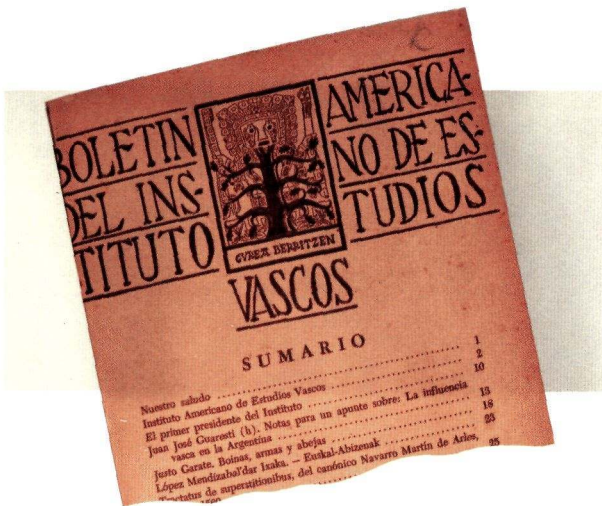 BOLETIN
DEL INS-
TITUTO
AMERICA-
NO DE ES-
TUDIOS
GVREA BERRITZEN
VASCOS
SUMARIO
Nuestro saludo ........ 1
Instituto Americano de Estudios Vascos ........ 2
El primer presidente del Instituto ........ 10
Juan José Guaresti (h). Notas para un apunte sobre: La influencia
vasca en la Argentina ........ 13
Justo Garate. Boinas, armas y abejas ........ 18
López Mendizabal'dar Ixaka. — Euskal-Abizenak ........ 23
Tractatus de superstitionibus, del canónico Navarro Martín de Arles, 25